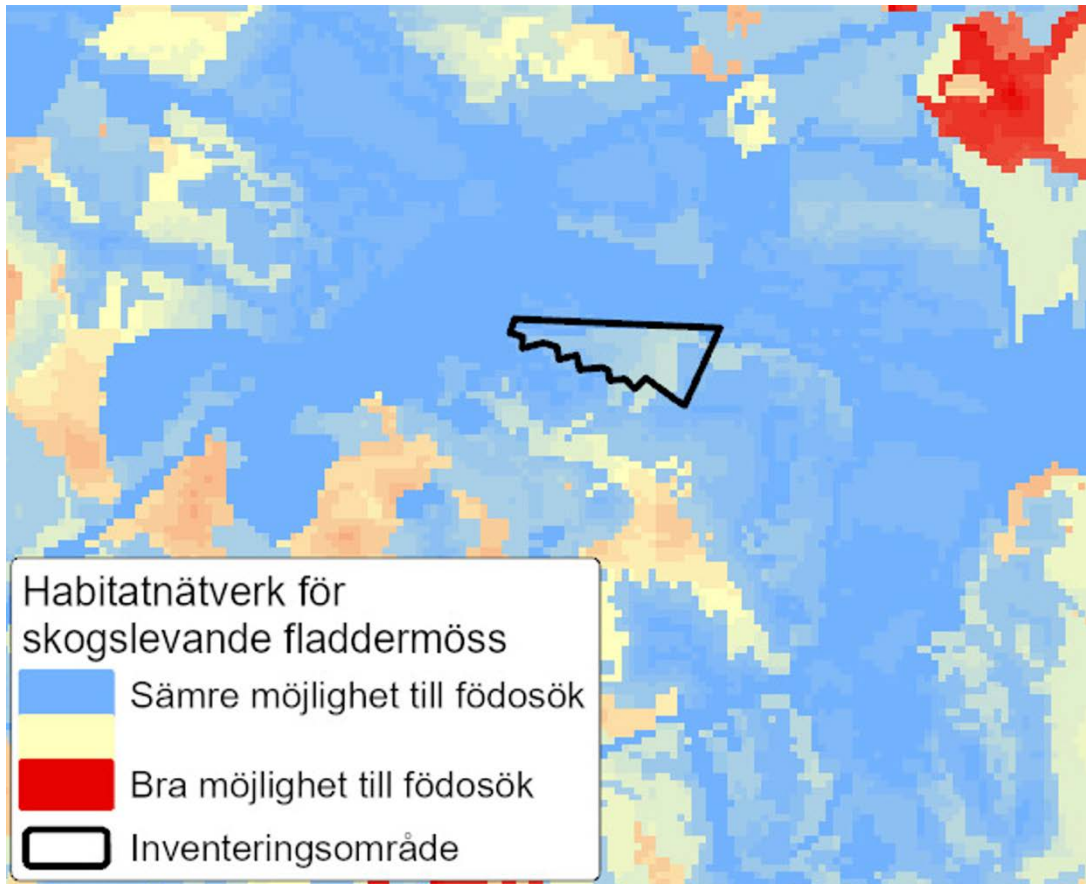 Habitatnätverk för
skogslevande fladdermöss
Sämre möjlighet till födosök
Bra möjlighet till födosök
Inventeringsområde